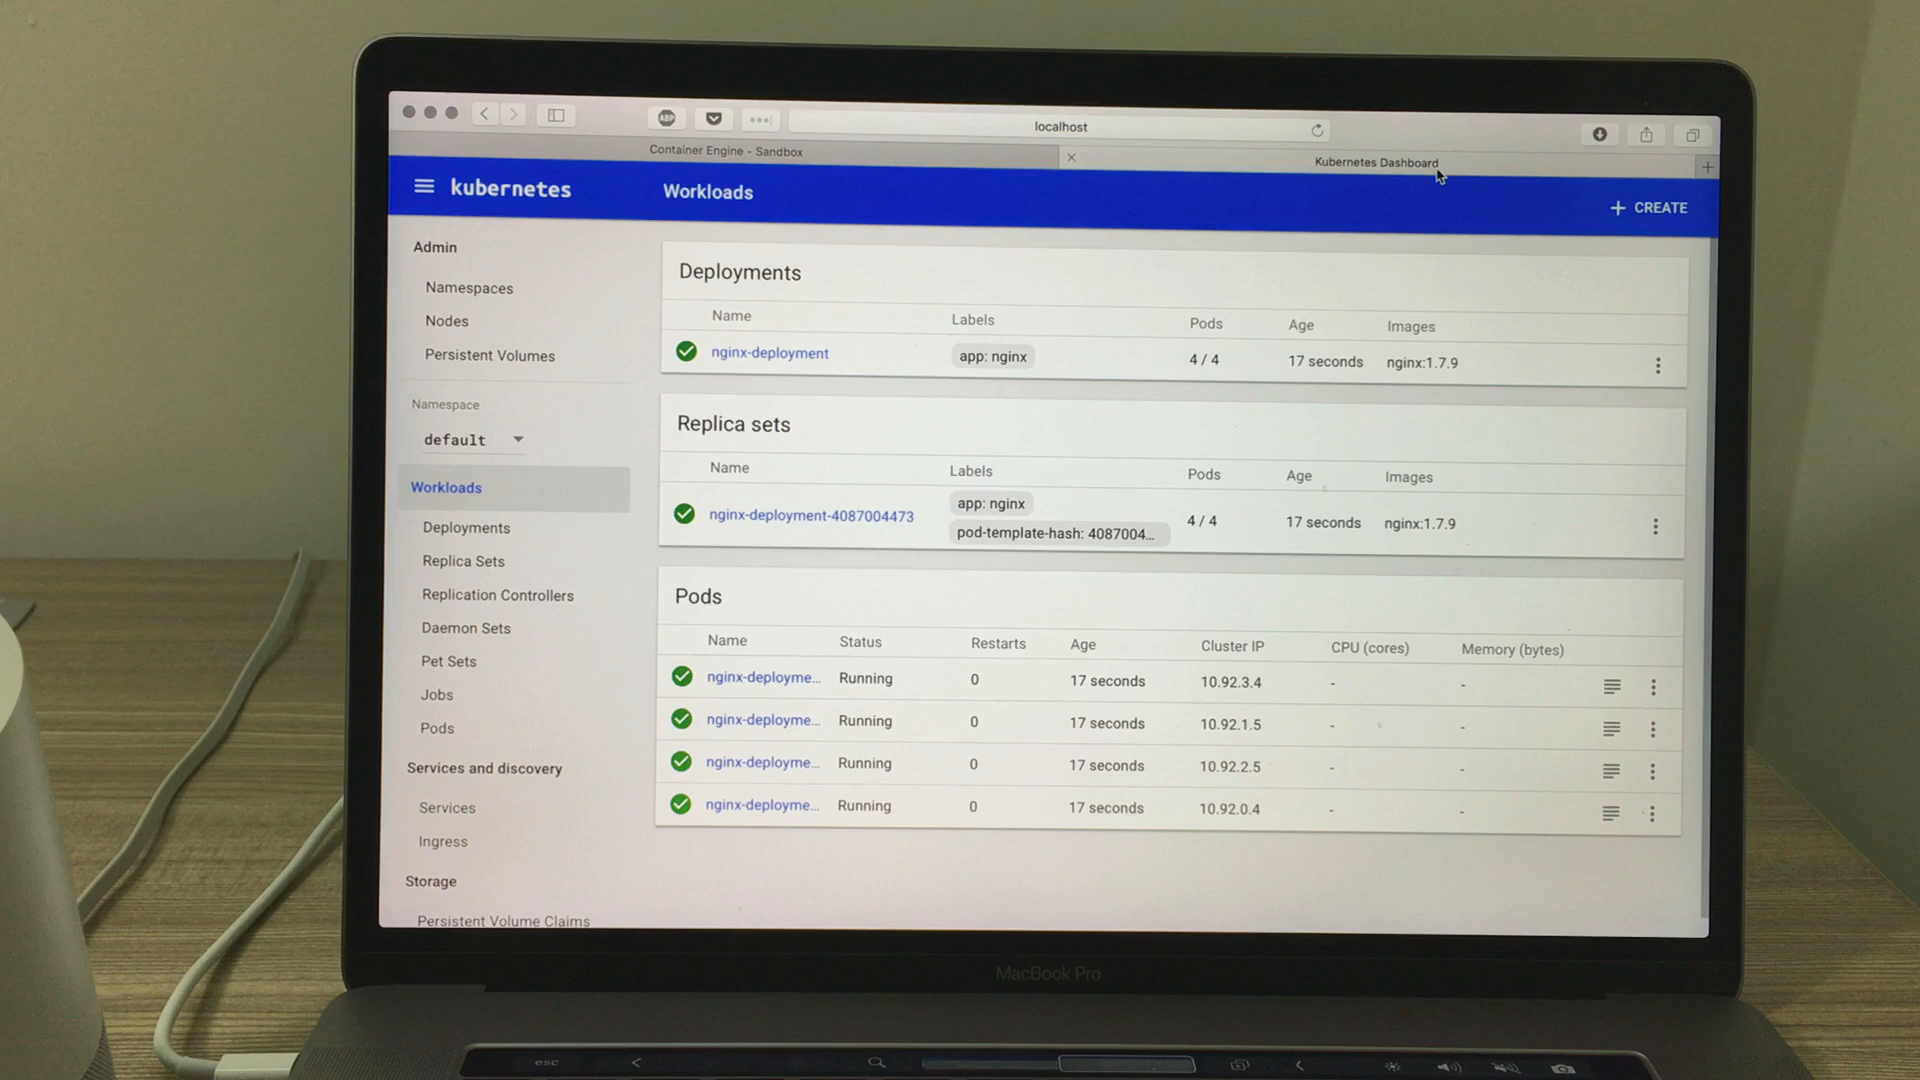 ABP
localhost
Container Engine - Sandbox
Kubernetes Dashboard
kubernetes
Workloads
+ CREATE
Admin
Namespaces
Nodes
Persistent Volumes
Namespace
default
Workloads
Deployments
Replica Sets
Replication Controllers
Daemon Sets
Pet Sets
Jobs
Pods
Services and discovery
Services
Ingress
Storage
Persistent Volume Claims
Deployments
Name Labels Pods Age Images
nginx-deployment app: nginx 4 / 4 17 seconds nginx:1.7.9
Replica sets
Name Labels Pods Age Images
nginx-deployment-4087004473 app: nginx 4 / 4 17 seconds nginx:1.7.9
pod-template-hash: 4087004...
Pods
Name Status Restarts Age Cluster IP CPU (cores) Memory (bytes)
nginx-deployme... Running 0 17 seconds 10.92.3.4 - -
nginx-deployme... Running 0 17 seconds 10.92.1.5 - -
nginx-deployme... Running 0 17 seconds 10.92.2.5 - -
nginx-deployme... Running 0 17 seconds 10.92.0.4 - -
MacBook Pro
esc